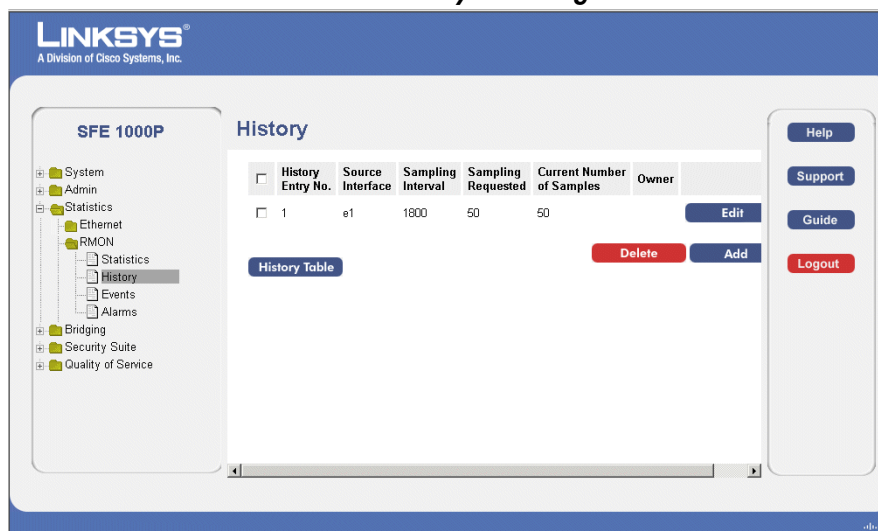 LINKSYS®
A Division of Cisco Systems, Inc.
SFE 1000P
System
Admin
Statistics
Ethernet
RMON
Statistics
History
Events
Alarms
Bridging
Security Suite
Quality of Service
History
History Entry No. Source Interface Sampling Interval Sampling Requested Current Number of Samples Owner
1 e1 1800 50 50 Edit
Delete Add
History Table
Help
Support
Guide
Logout